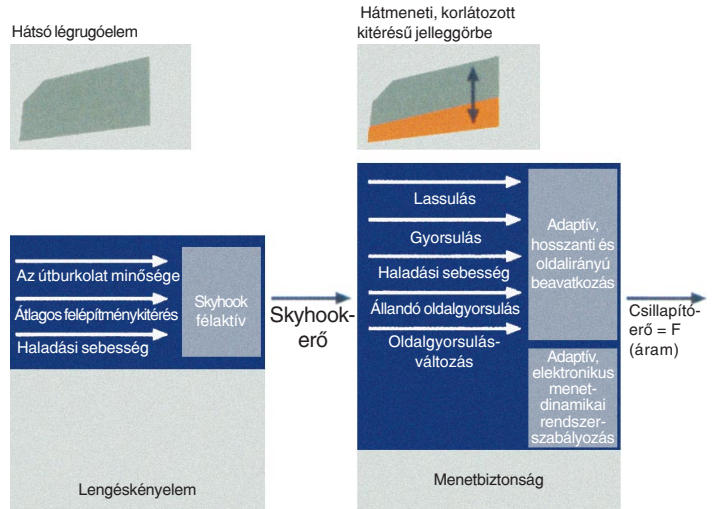 Hátsó légrugóelem
Hátmeneti, korlátozott
kitérésű jelleggörbe
Az útburkolat minősége
Átlagos felépítménykitérés
Haladási sebesség
Skyhook
félaktív
Lengéskényelem
Skyhook-
erő
Lassulás
Gyorsulás
Haladási sebesség
Állandó oldalgyorsulás
Oldalgyorsulás-
változás
Adaptív,
hosszanti és
oldalirányú
beavatkozás
Adaptív,
elektronikus
menet-
dinamikai
rendszer-
szabályozás
Menetbiztonság
Csillapító-
erő = F
(áram)